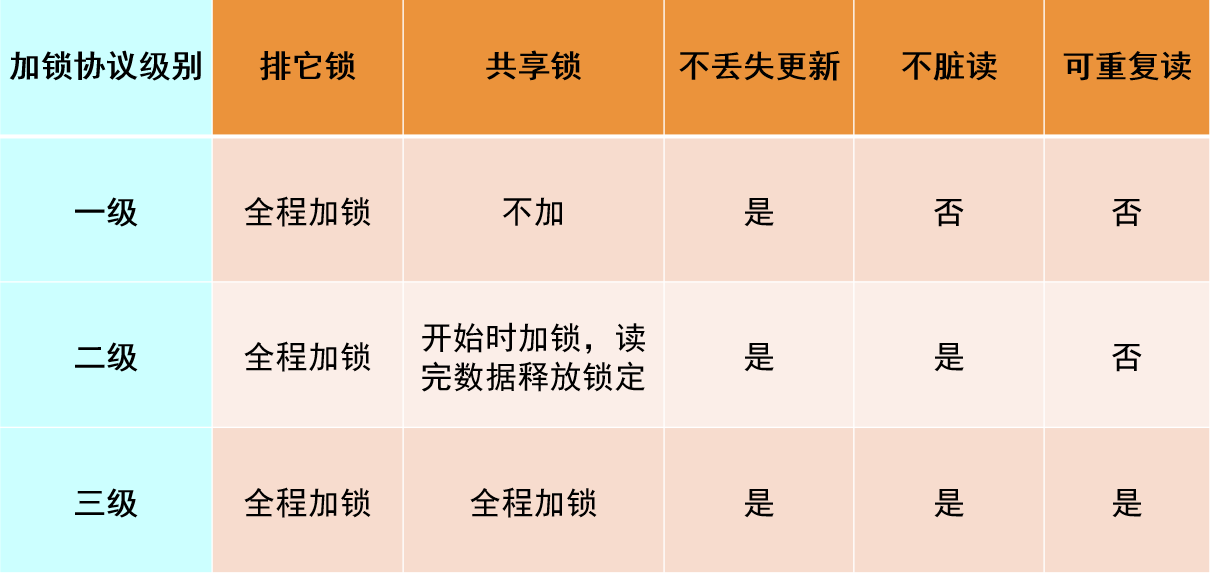 加锁协议级别 排它锁 共享锁 不丢失更新 不脏读 可重复读
一级 全程加锁 不加 是 否 否
二级 全程加锁 开始时加锁，读 是 是 否
完数据释放锁定
三级 全程加锁 全程加锁 是 是 是